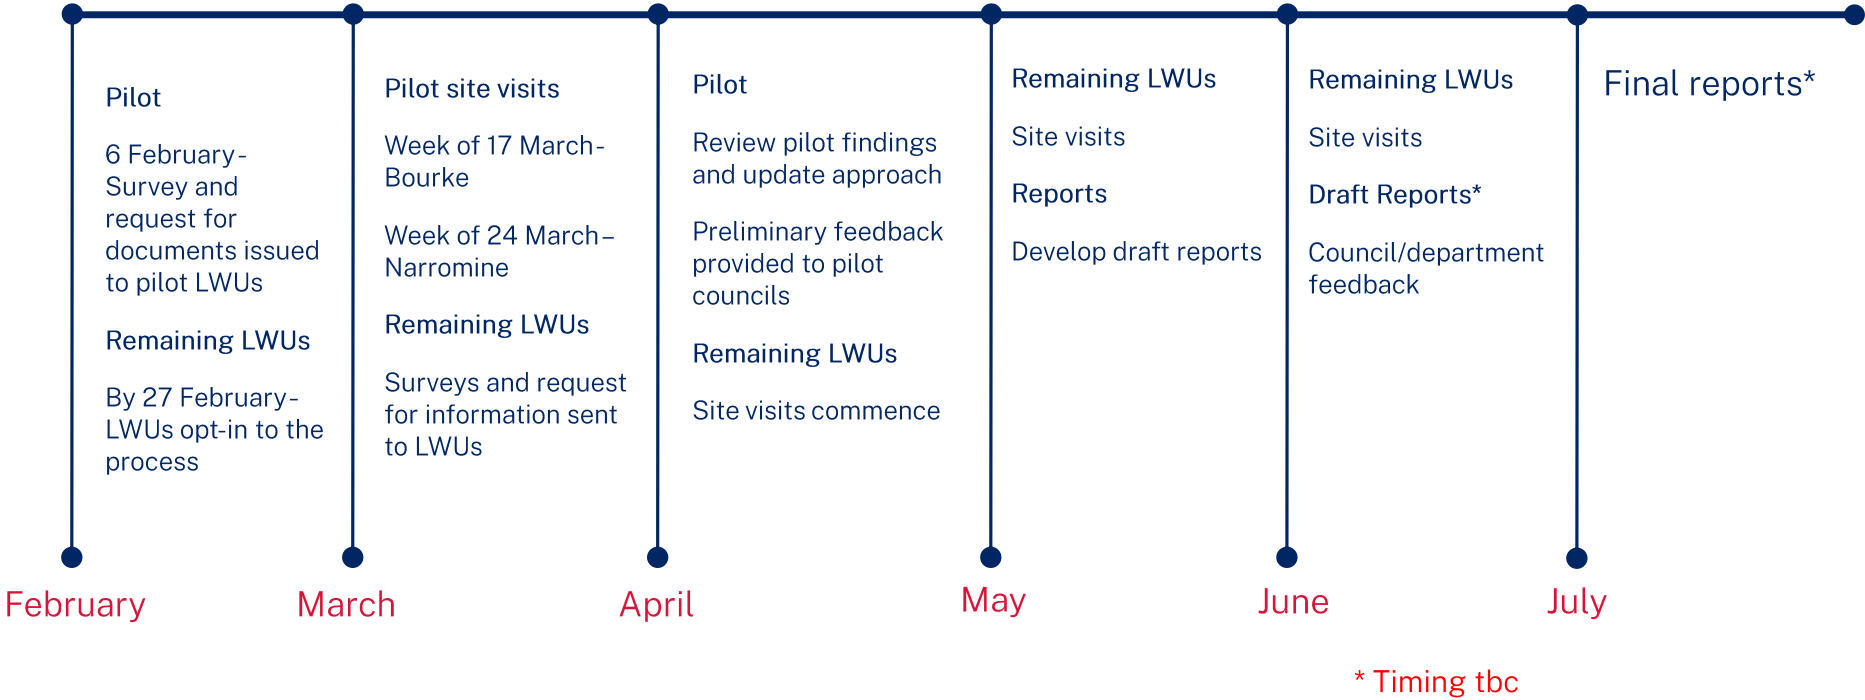 Pilot
6 February-
Survey and
request for
documents issued
to pilot LWUs
Remaining LWUs
By 27 February-
LWUs opt-in to the
process
Pilot site visits
Week of 17 March-
Bourke
Week of 24 March–
Narromine
Remaining LWUs
Surveys and request
for information sent
to LWUs
Pilot
Review pilot findings
and update approach
Preliminary feedback
provided to pilot
councils
Remaining LWUs
Site visits commence
Remaining LWUs
Site visits
Reports
Develop draft reports
Remaining LWUs
Site visits
Draft Reports*
Council/department
feedback
Final reports*
February
March
April
May
June
July
* Timing tbc